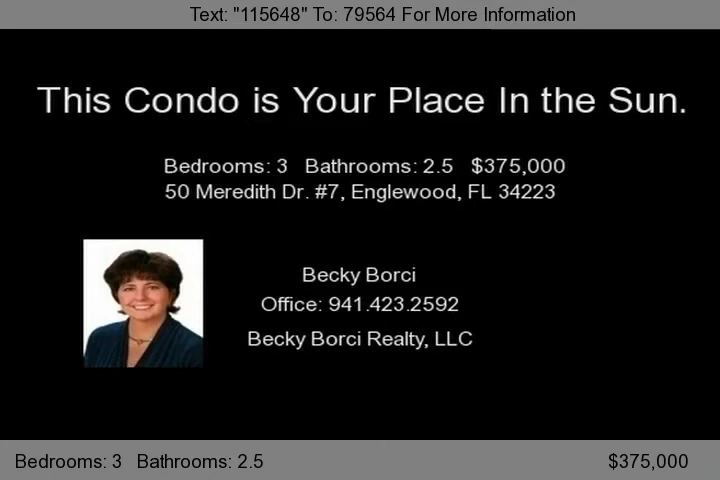 Text: "115648" To: 79564 For More Information
This Condo is Your Place In the Sun.
Bedrooms: 3 Bathrooms: 2.5 $375,000
50 Meredith Dr. #7, Englewood, FL 34223
Becky Borci
Office: 941.423.2592
Becky Borci Realty, LLC
Bedrooms: 3 Bathrooms: 2.5 $375,000